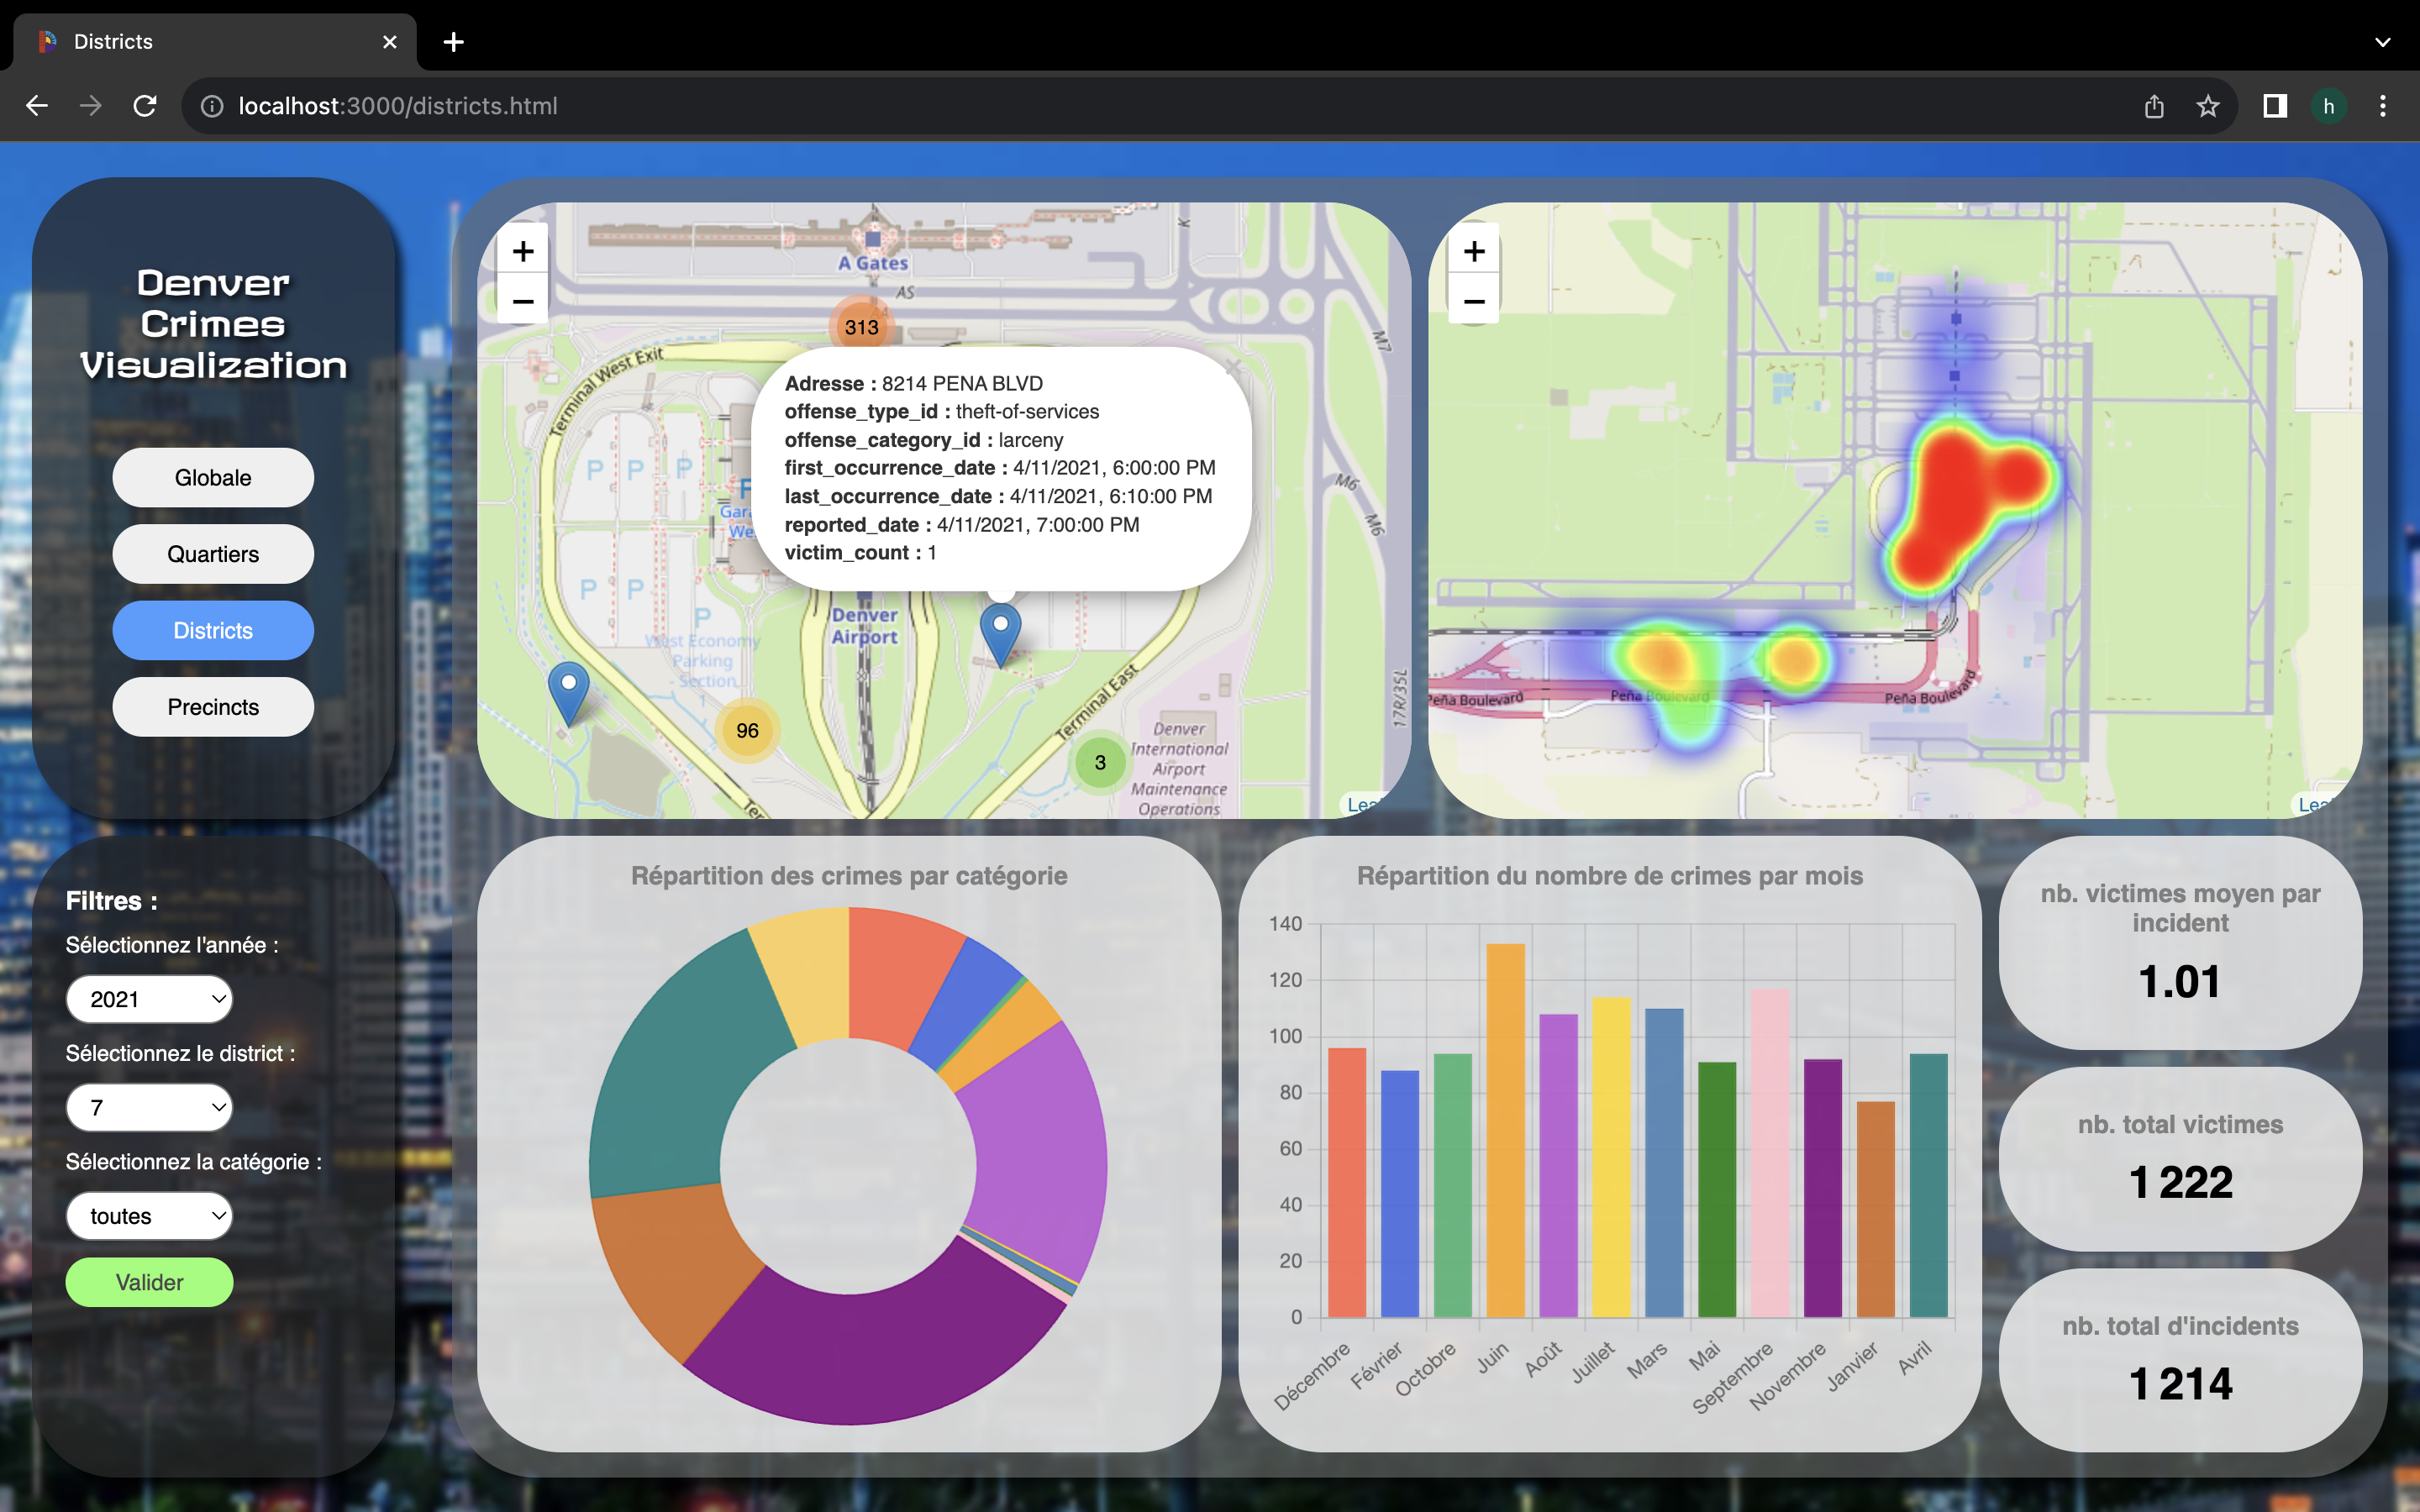 Districts
localhost:3000/districts.html
h
Denver
Crimes
Visualization
Globale
Quartiers
Districts
Precincts
Filtres :
Sélectionnez l'année :
2021
Sélectionnez le district :
7
Sélectionnez la catégorie :
toutes
Valider
+
−
A Gates
AS
K
313
Terminal West Exit
M7
M6
M6
P P P
P P
P
Adresse : 8214 PENA BLVD
offense_type_id : theft-of-services
offense_category_id : larceny
first_occurrence_date : 4/11/2021, 6:00:00 PM
last_occurrence_date : 4/11/2021, 6:10:00 PM
reported_date : 4/11/2021, 7:00:00 PM
victim_count : 1
Denver
Airport
West Economy
Parking
- Section
96
3
Terminal East
Denver
International
Airport
Maintenance
Operations
17R/35L
+
−
Peña Boulevard
Peña Boulevard
Peña Boulevard
Répartition des crimes par catégorie
Répartition du nombre de crimes par mois
140
120
100
80
60
40
20
0
Décembre
Février
Octobre
Juin
Août
Juillet
Mars
Mai
Septembre
Novembre
Janvier
Avril
nb. victimes moyen par
incident
1.01
nb. total victimes
1 222
nb. total d'incidents
1 214